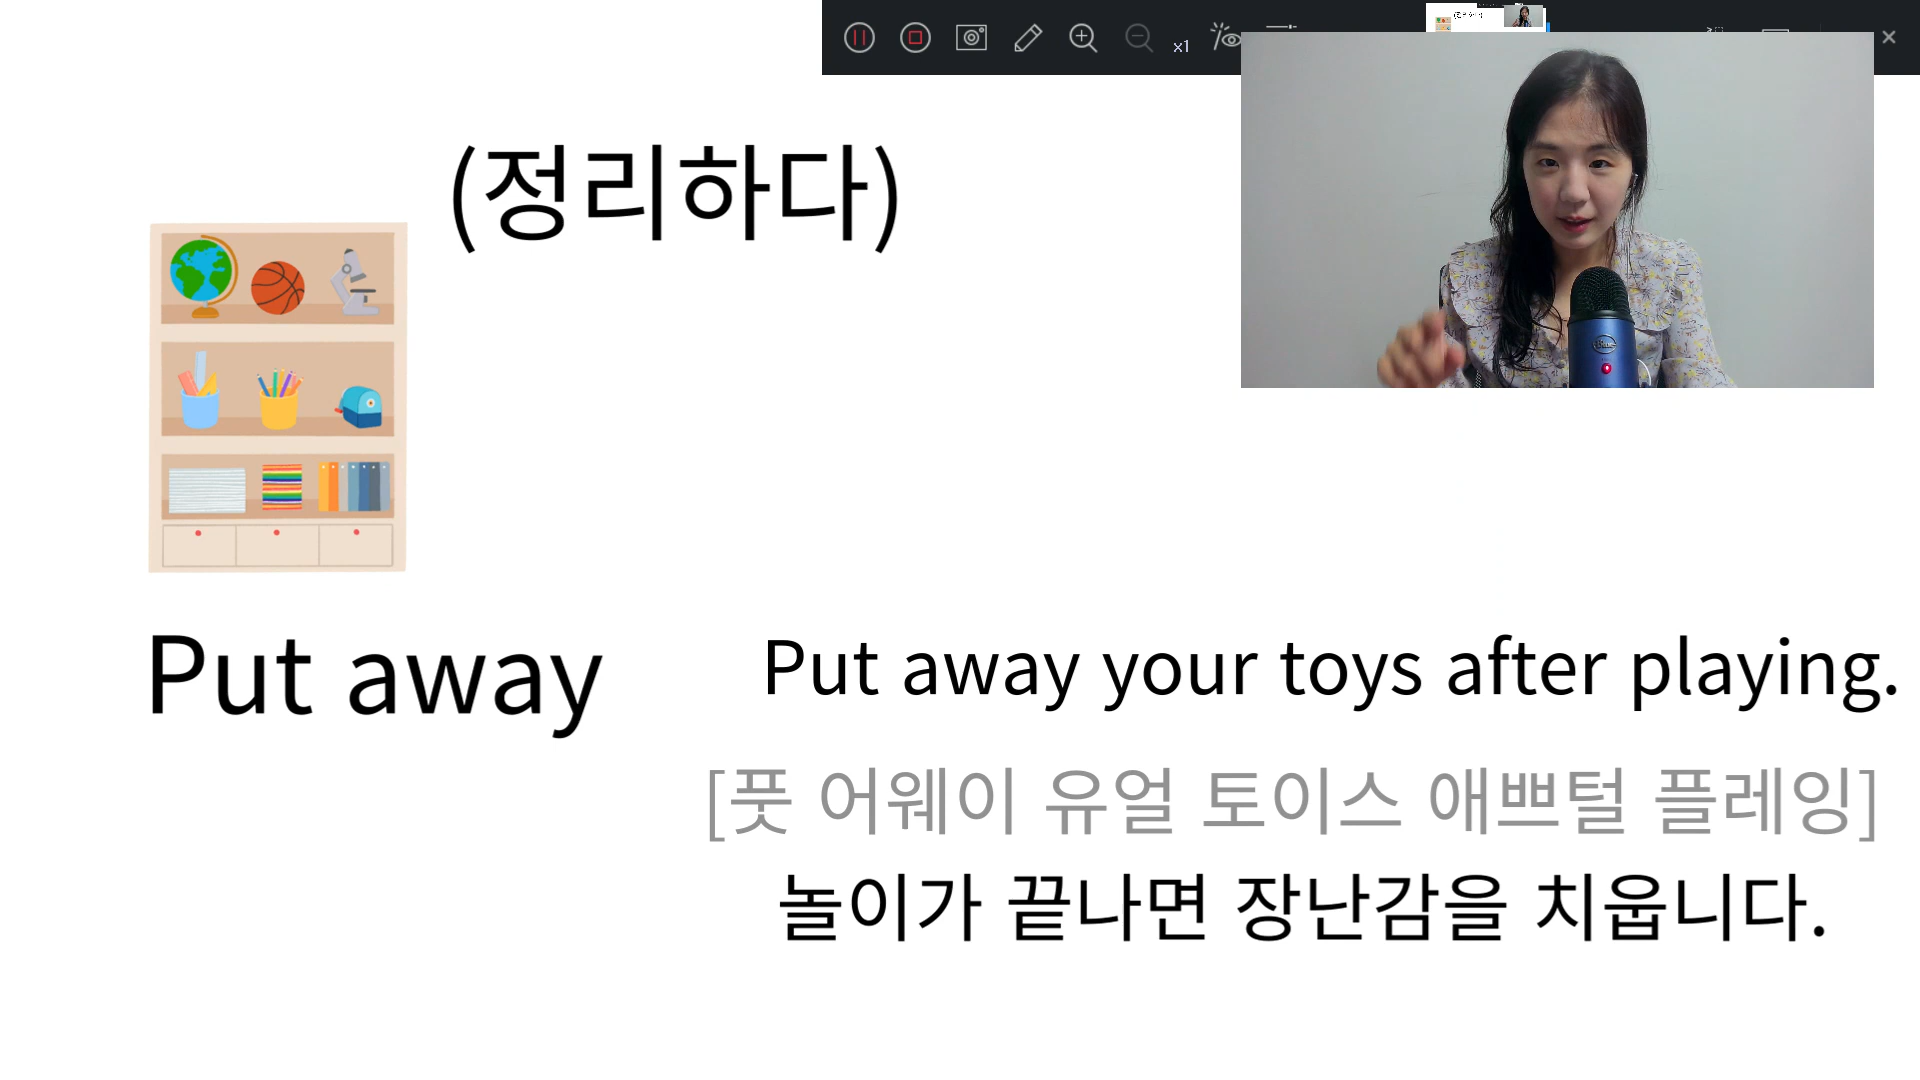 x1
(정리하다)
Blue
Put away
Put away your toys after playing.
[풋 어웨이 유얼 토이스 애쁘털 플레잉]
놀이가 끝나면 장난감을 치웁니다.